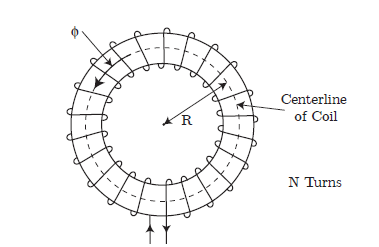 ϕ
R
Centerline
of Coil
N Turns